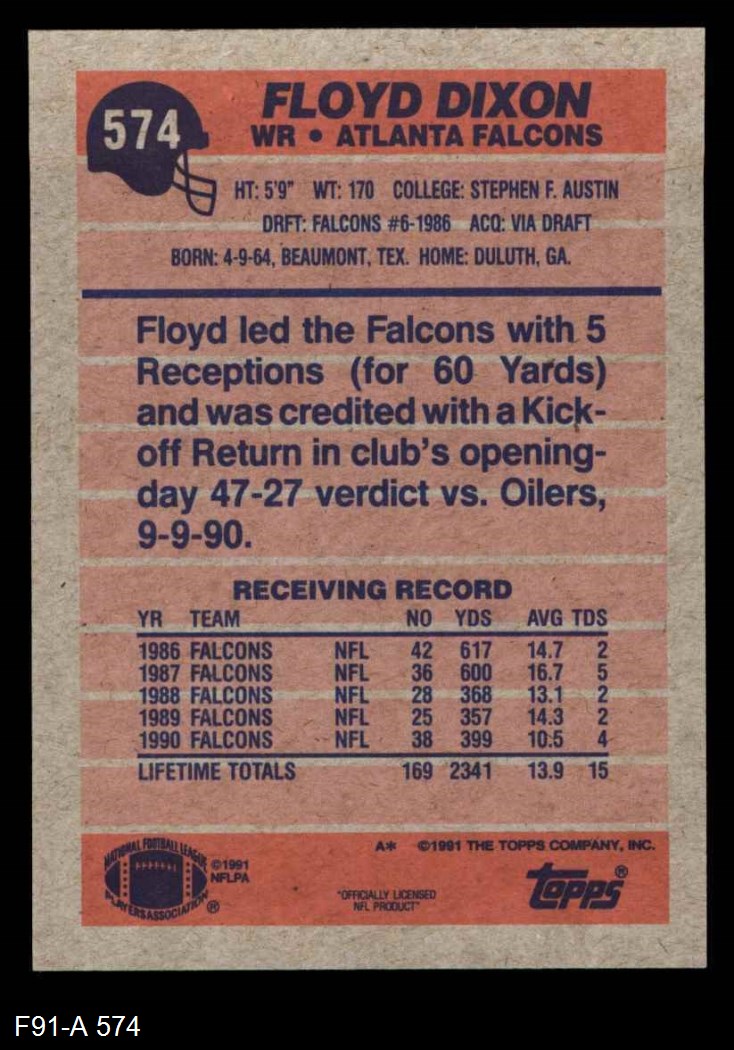 574
FLOYD DIXON
WR • ATLANTA FALCONS
HT: 5'9" WT: 170 COLLEGE: STEPHEN F. AUSTIN
DRFT: FALCONS #6-1986 ACQ: VIA DRAFT
BORN: 4-9-64, BEAUMONT, TEX. HOME: DULUTH, GA.
Floyd led the Falcons with 5
Receptions (for 60 Yards)
and was credited with a Kick-
off Return in club's opening-
day 47-27 verdict vs. Oilers,
9-9-90.
RECEIVING RECORD
YR TEAM NO YDS AVG TDS
1986 FALCONS NFL 42 617 14.7 2
1987 FALCONS NFL 36 600 16.7 5
1988 FALCONS NFL 28 368 13.1 2
1989 FALCONS NFL 25 357 14.3 2
1990 FALCONS NFL 38 399 10.5 4
LIFETIME TOTALS 169 2341 13.9 15
NATIONAL FOOTBALL LEAGUE
PLAYERS ASSOCIATION ®
©1991
NFLPA
A* ©1991 THE TOPPS COMPANY, INC.
"OFFICIALLY LICENSED
NFL PRODUCT"
topps®
F91-A 574